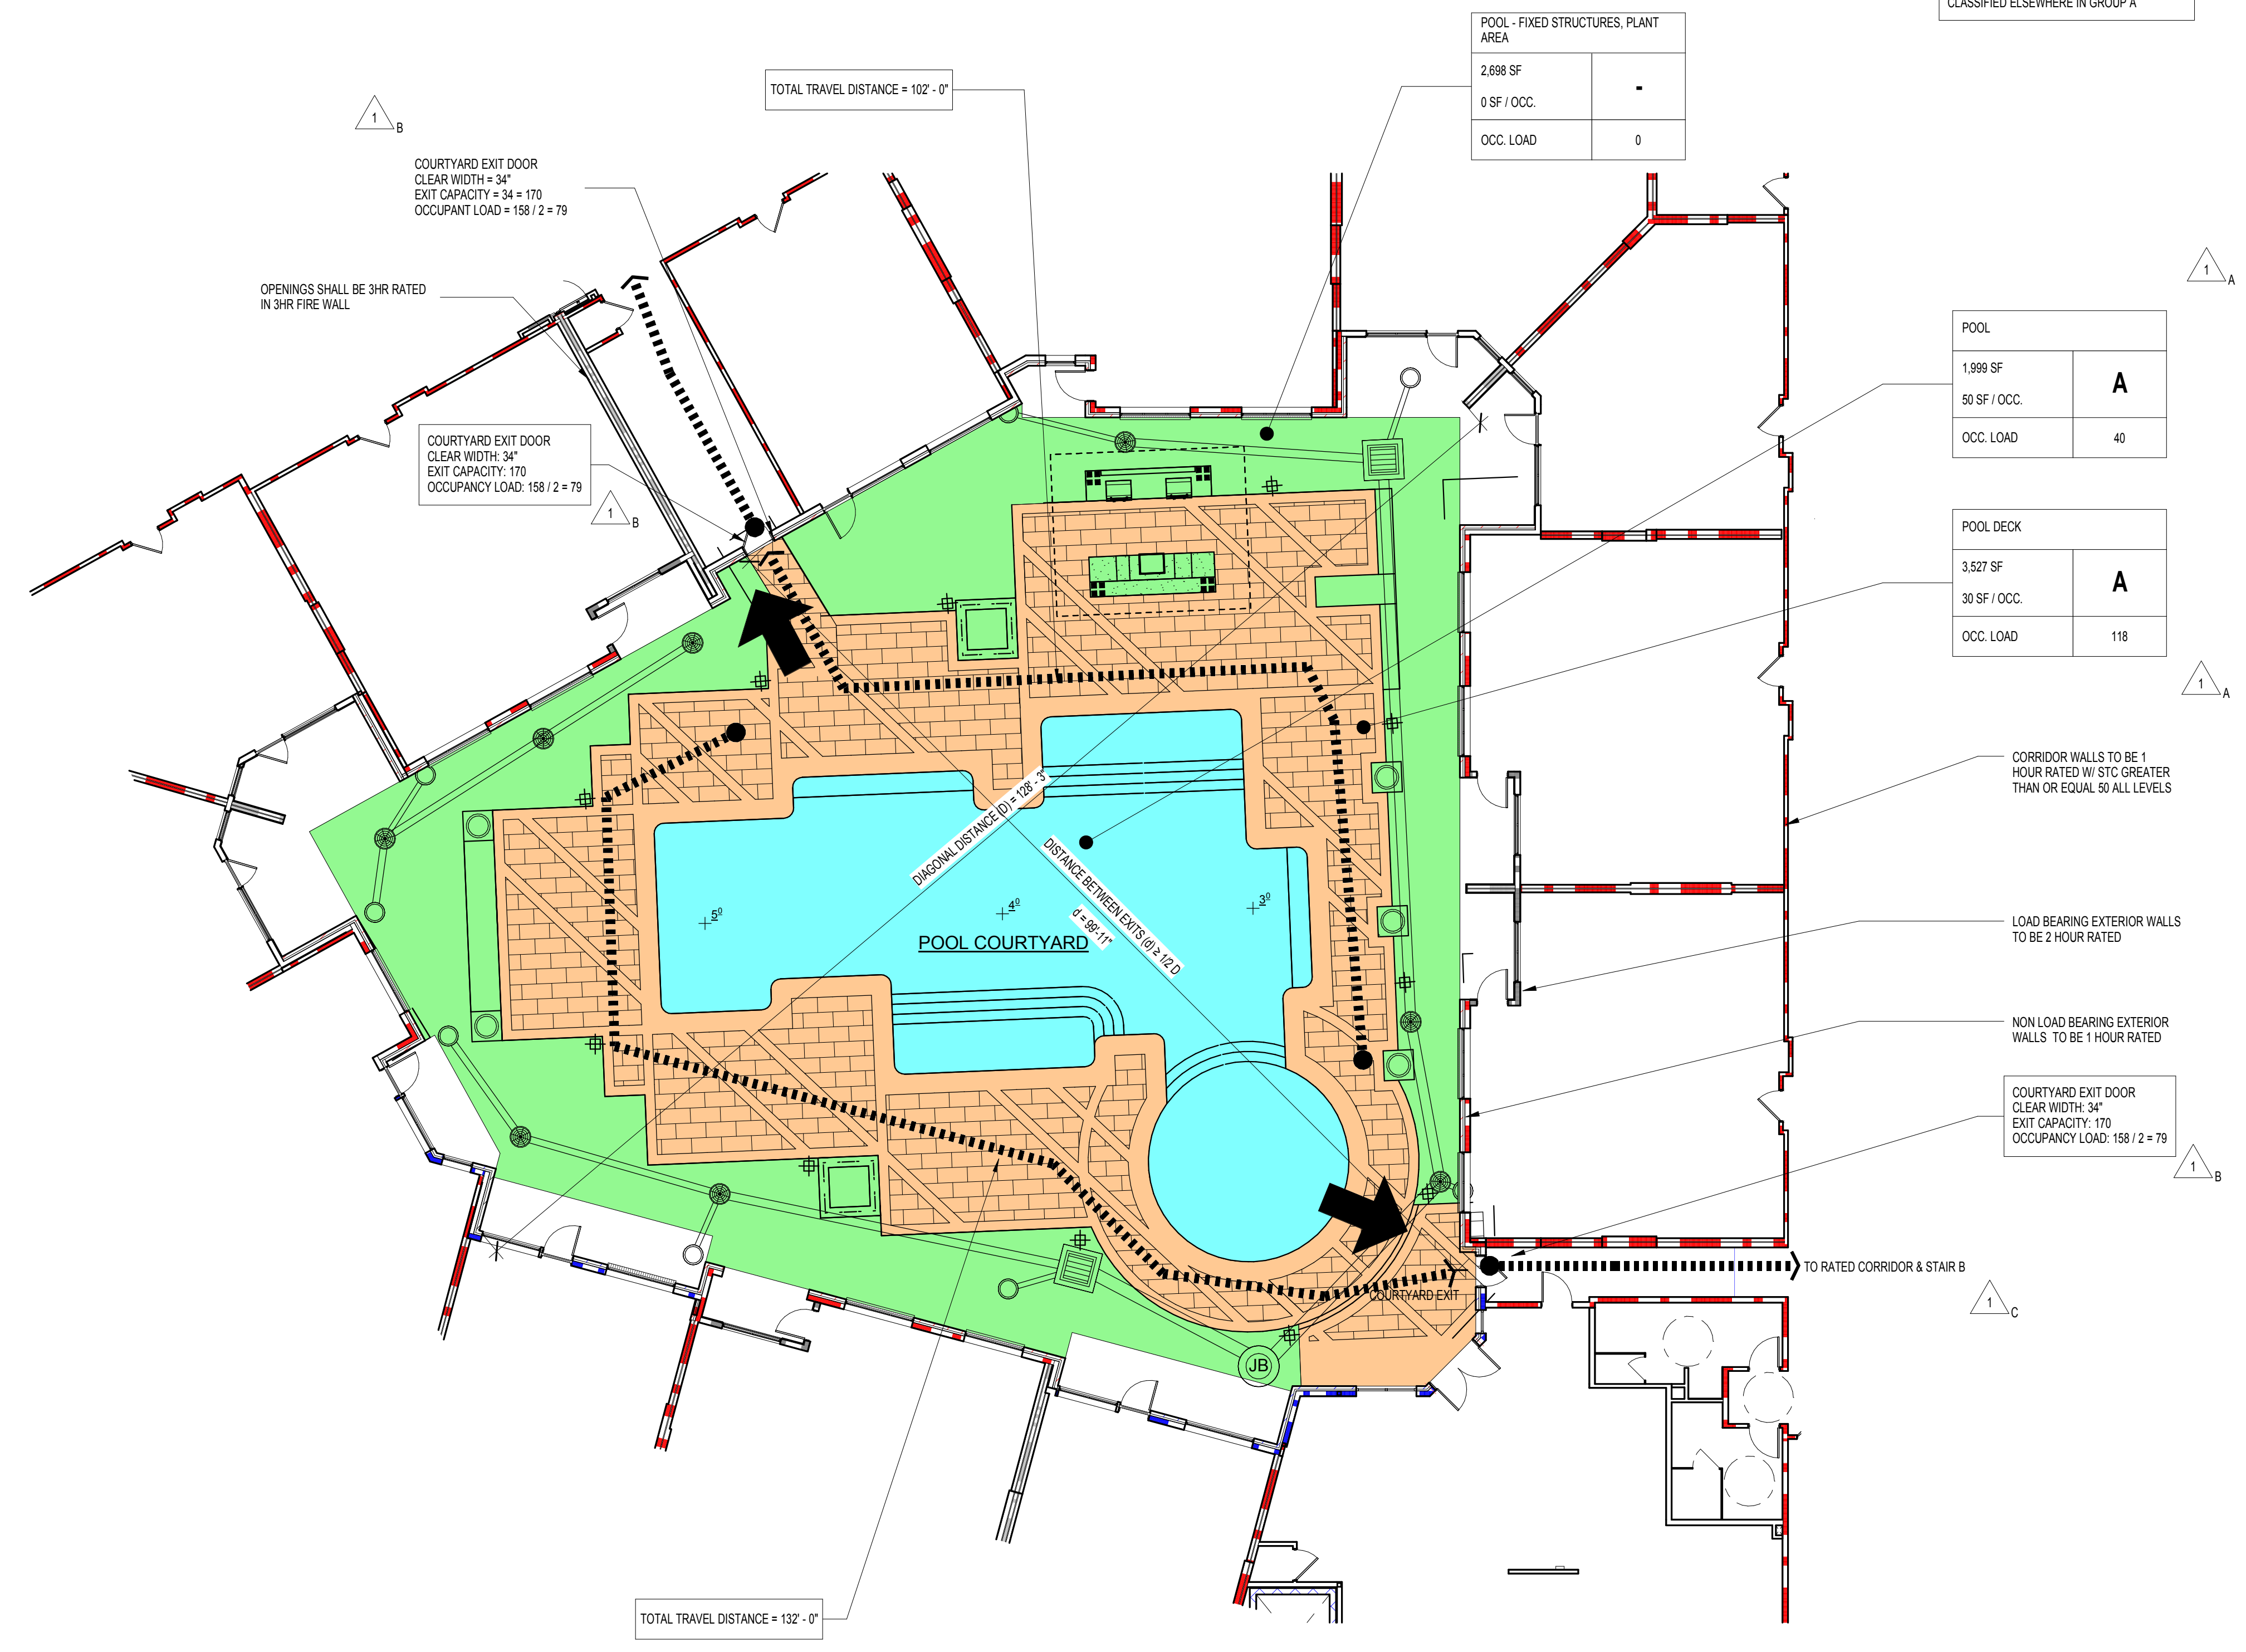 CLASSIFIED ELSEWHERE IN GROUP A
POOL - FIXED STRUCTURES, PLANT
AREA
2,698 SF
0 SF / OCC.
-
OCC. LOAD
0
TOTAL TRAVEL DISTANCE = 102' - 0"
1
B
COURTYARD EXIT DOOR
CLEAR WIDTH = 34"
EXIT CAPACITY = 34 = 170
OCCUPANT LOAD = 158 / 2 = 79
OPENINGS SHALL BE 3HR RATED
IN 3HR FIRE WALL
1
A
POOL
1,999 SF
50 SF / OCC.
A
OCC. LOAD
40
COURTYARD EXIT DOOR
CLEAR WIDTH: 34"
EXIT CAPACITY: 170
OCCUPANCY LOAD: 158 / 2 = 79
1
B
POOL DECK
3,527 SF
30 SF / OCC.
A
OCC. LOAD
118
1
A
CORRIDOR WALLS TO BE 1
HOUR RATED W/ STC GREATER
THAN OR EQUAL 50 ALL LEVELS
DIAGONAL DISTANCE (D) = 128' - 3"
DISTANCE BETWEEN EXITS (d) ≥ 1/2 D
d = 99'-11"
5⁰
4⁰
3⁰
POOL COURTYARD
LOAD BEARING EXTERIOR WALLS
TO BE 2 HOUR RATED
NON LOAD BEARING EXTERIOR
WALLS TO BE 1 HOUR RATED
COURTYARD EXIT DOOR
CLEAR WIDTH: 34"
EXIT CAPACITY: 170
OCCUPANCY LOAD: 158 / 2 = 79
1
B
TO RATED CORRIDOR & STAIR B
COURTYARD EXIT
1
C
JB
TOTAL TRAVEL DISTANCE = 132' - 0"